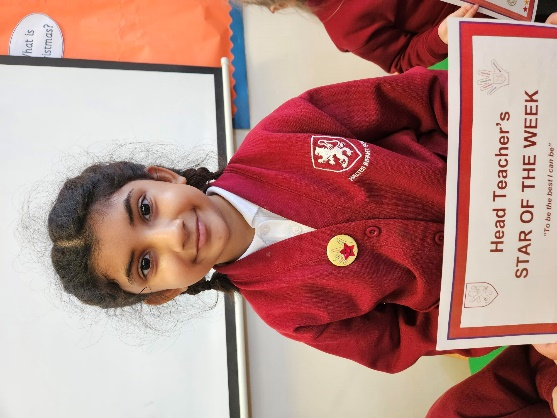 What is
Christmas?
Head Teacher's
STAR OF THE WEEK
"To be the best I can be"